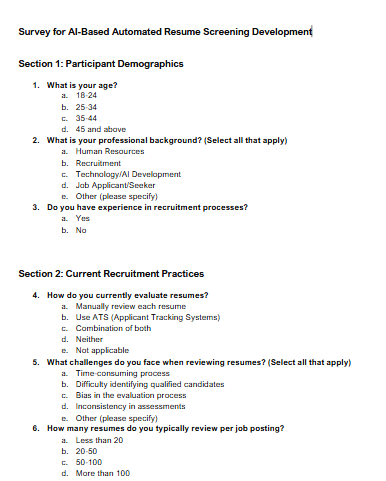 Survey for AI-Based Automated Resume Screening Development
Section 1: Participant Demographics
1. What is your age?
a. 18-24
b. 25-34
c. 35-44
d. 45 and above
2. What is your professional background? (Select all that apply)
a. Human Resources
b. Recruitment
c. Technology/AI Development
d. Job Applicant/Seeker
e. Other (please specify)
3. Do you have experience in recruitment processes?
a. Yes
b. No
Section 2: Current Recruitment Practices
4. How do you currently evaluate resumes?
a. Manually review each resume
b. Use ATS (Applicant Tracking Systems)
c. Combination of both
d. Neither
e. Not applicable
5. What challenges do you face when reviewing resumes? (Select all that apply)
a. Time-consuming process
b. Difficulty identifying qualified candidates
c. Bias in the evaluation process
d. Inconsistency in assessments
e. Other (please specify)
6. How many resumes do you typically review per job posting?
a. Less than 20
b. 20-50
c. 50-100
d. More than 100